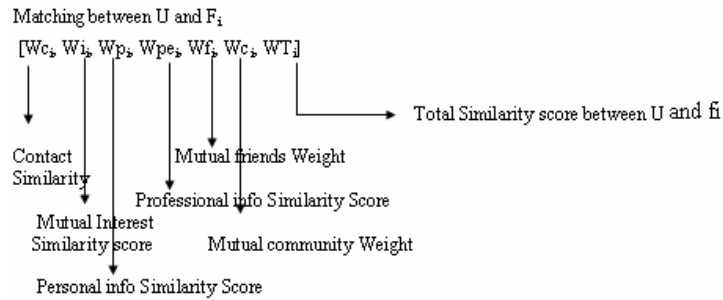 Matching between U and Fi
[Wci, Wii, Wpi, Wpei, Wfi, Wci, WTi]
Total Similarity score between U and fi
Contact
Similarity
Mutual friends Weight
Professional info Similarity Score
Mutual Interest
Similarity score
Mutual community Weight
Personal info Similarity Score